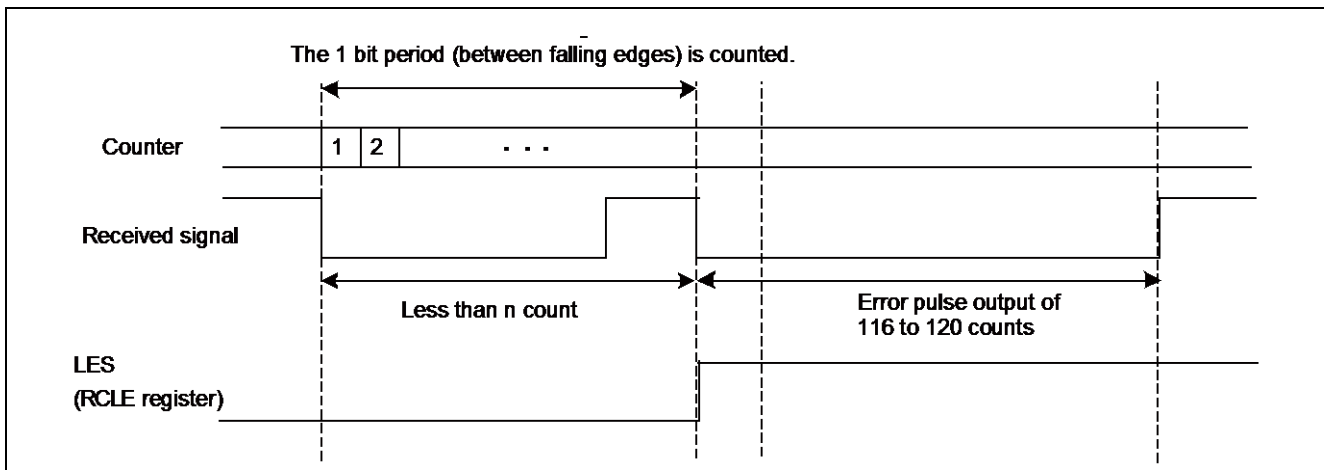 The 1 bit period (between falling edges) is counted.
Counter
1 2 ・・・
Received signal
Less than n count
Error pulse output of
116 to 120 counts
LES
(RCLE register)